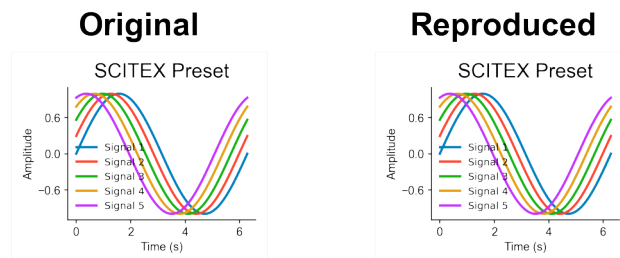 Original
SCITEX Preset
Amplitude
0.6
0.0
−0.6
Signal 1
Signal 2
Signal 3
Signal 4
Signal 5
0 2 4 6
Time (s)
Reproduced
SCITEX Preset
Amplitude
0.6
0.0
−0.6
Signal 1
Signal 2
Signal 3
Signal 4
Signal 5
0 2 4 6
Time (s)